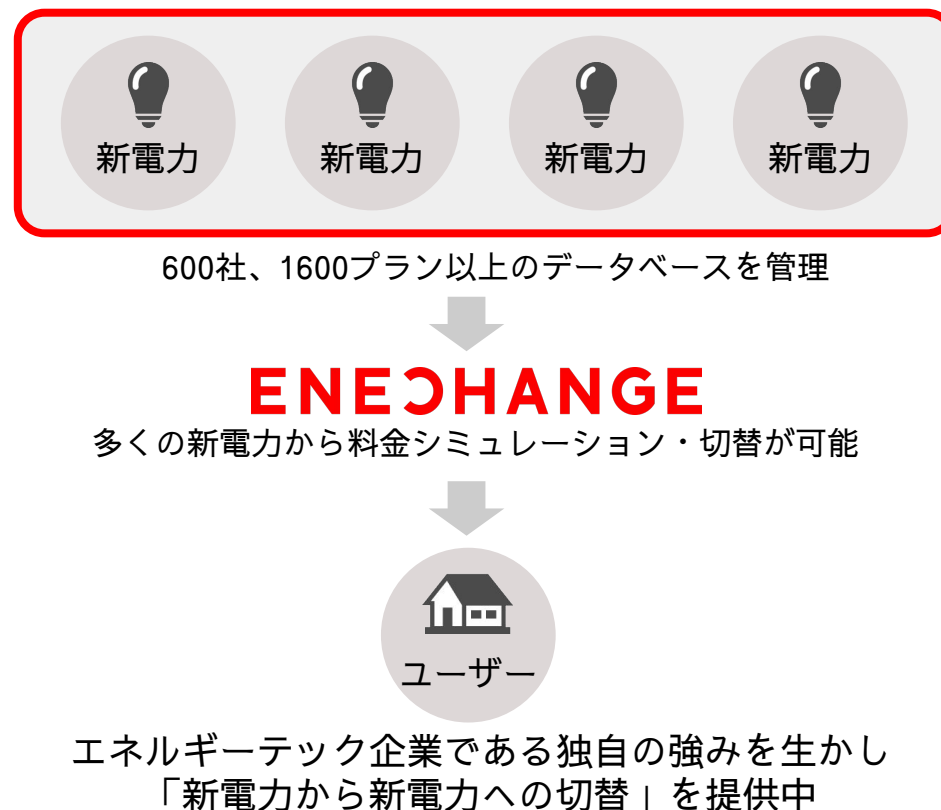 新電力 新電力 新電力 新電力
600社、1600プラン以上のデータベースを管理
ENECHANGE
多くの新電力から料金シミュレーション・切替が可能
ユーザー
エネルギーテック企業である独自の強みを生かし
「新電力から新電力への切替」を提供中